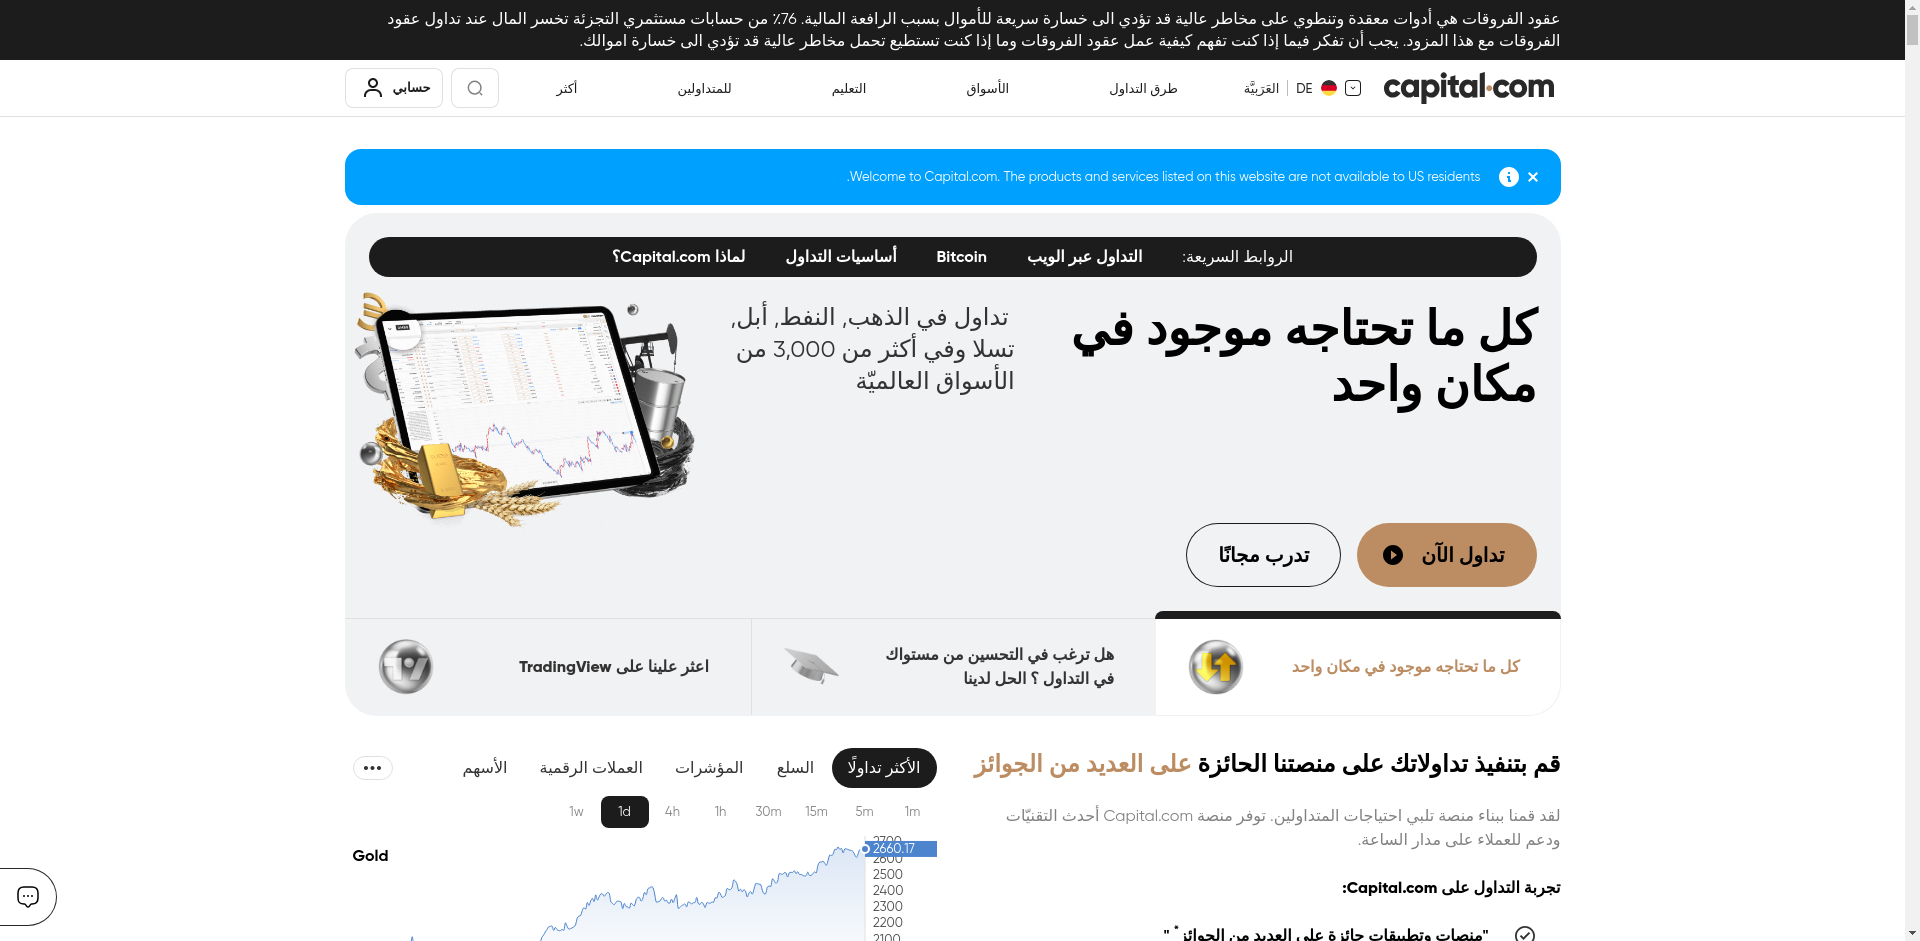 عقود الفروقات هي أدوات معقدة وتنطوي على مخاطر عالية قد تؤدي الى خسارة سريعة للأموال بسبب الرافعة المالية. 76٪ من حسابات مستثمري التجزئة تخسر المال عند تداول عقود
الفروقات مع هذا المزود. يجب أن تفكر فيما إذا كنت تفهم كيفية عمل عقود الفروقات وما إذا كنت تستطيع تحمل مخاطر عالية قد تؤدي الى خسارة اموالك.
capital.com
DE
العَرَبيَّة
طرق التداول
الأسواق
التعليم
للمتداولين
أكثر
حسابي
Welcome to Capital.com. The products and services listed on this website are not available to US residents.
الروابط السريعة:
التداول عبر الويب
Bitcoin
أساسيات التداول
لماذا Capital.com؟
كل ما تحتاجه موجود في
مكان واحد
تداول في الذهب, النفط, أبل,
تسلا وفي أكثر من 3,000 من
الأسواق العالميّة
تداول الآن
تدرب مجانًا
كل ما تحتاجه موجود في مكان واحد
هل ترغب في التحسين من مستواك
في التداول ؟ الحل لدينا
اعثر علينا على TradingView
قم بتنفيذ تداولاتك على منصتنا الحائزة على العديد من الجوائز
لقد قمنا ببناء منصة تلبي احتياجات المتداولين. توفر منصة Capital.com أحدث التقنيّات
ودعم للعملاء على مدار الساعة.
تجربة التداول على Capital.com:
"منصات وتطبيقات حائزة على العديد من الجوائز* "
الأكثر تداولًا
السلع
المؤشرات
العملات الرقمية
الأسهم
1m
5m
15m
30m
1h
4h
1d
1w
Gold
2700
2660.17
2600
2500
2400
2300
2200
2100